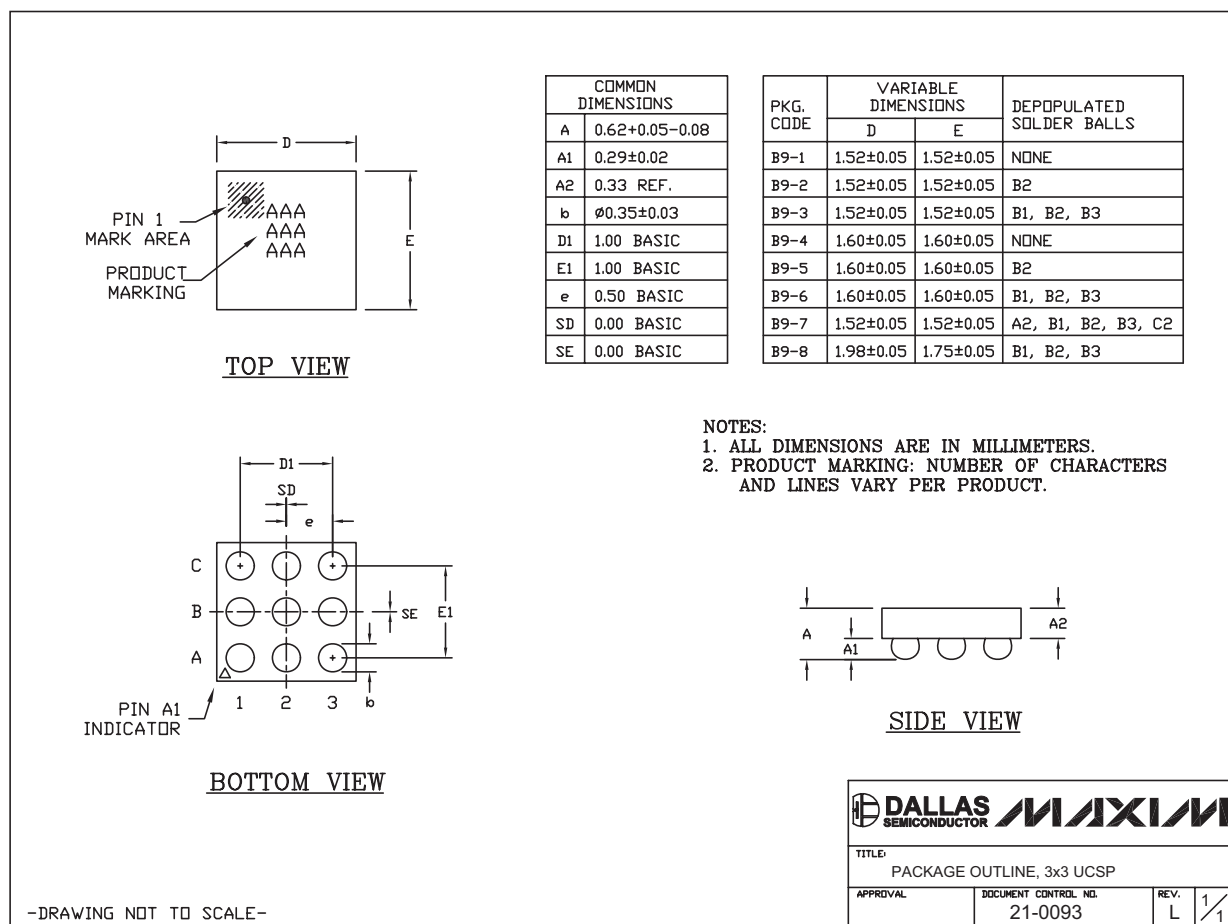 COMMON
DIMENSIONS
A 0.62+0.05-0.08
A1 0.29±0.02
A2 0.33 REF.
b Ø0.35±0.03
D1 1.00 BASIC
E1 1.00 BASIC
e 0.50 BASIC
SD 0.00 BASIC
SE 0.00 BASIC
PKG. CODE
VARIABLE DIMENSIONS
D E
DEPOPULATED SOLDER BALLS
B9-1 1.52±0.05 1.52±0.05 NONE
B9-2 1.52±0.05 1.52±0.05 B2
B9-3 1.52±0.05 1.52±0.05 B1, B2, B3
B9-4 1.60±0.05 1.60±0.05 NONE
B9-5 1.60±0.05 1.60±0.05 B2
B9-6 1.60±0.05 1.60±0.05 B1, B2, B3
B9-7 1.52±0.05 1.52±0.05 A2, B1, B2, B3, C2
B9-8 1.98±0.05 1.75±0.05 B1, B2, B3
D
E
PIN 1
MARK AREA
AAA
AAA
AAA
PRODUCT
MARKING
TOP VIEW
NOTES:
1. ALL DIMENSIONS ARE IN MILLIMETERS.
2. PRODUCT MARKING: NUMBER OF CHARACTERS
AND LINES VARY PER PRODUCT.
D1
SD
e
C
B
A
SE
E1
1 2 3 b
PIN A1
INDICATOR
BOTTOM VIEW
A
A1
A2
SIDE VIEW
DALLAS
SEMICONDUCTOR
MAXIM
TITLE:
PACKAGE OUTLINE, 3x3 UCSP
APPROVAL
DOCUMENT CONTROL NO.
21-0093
REV.
L
1/1
-DRAWING NOT TO SCALE-